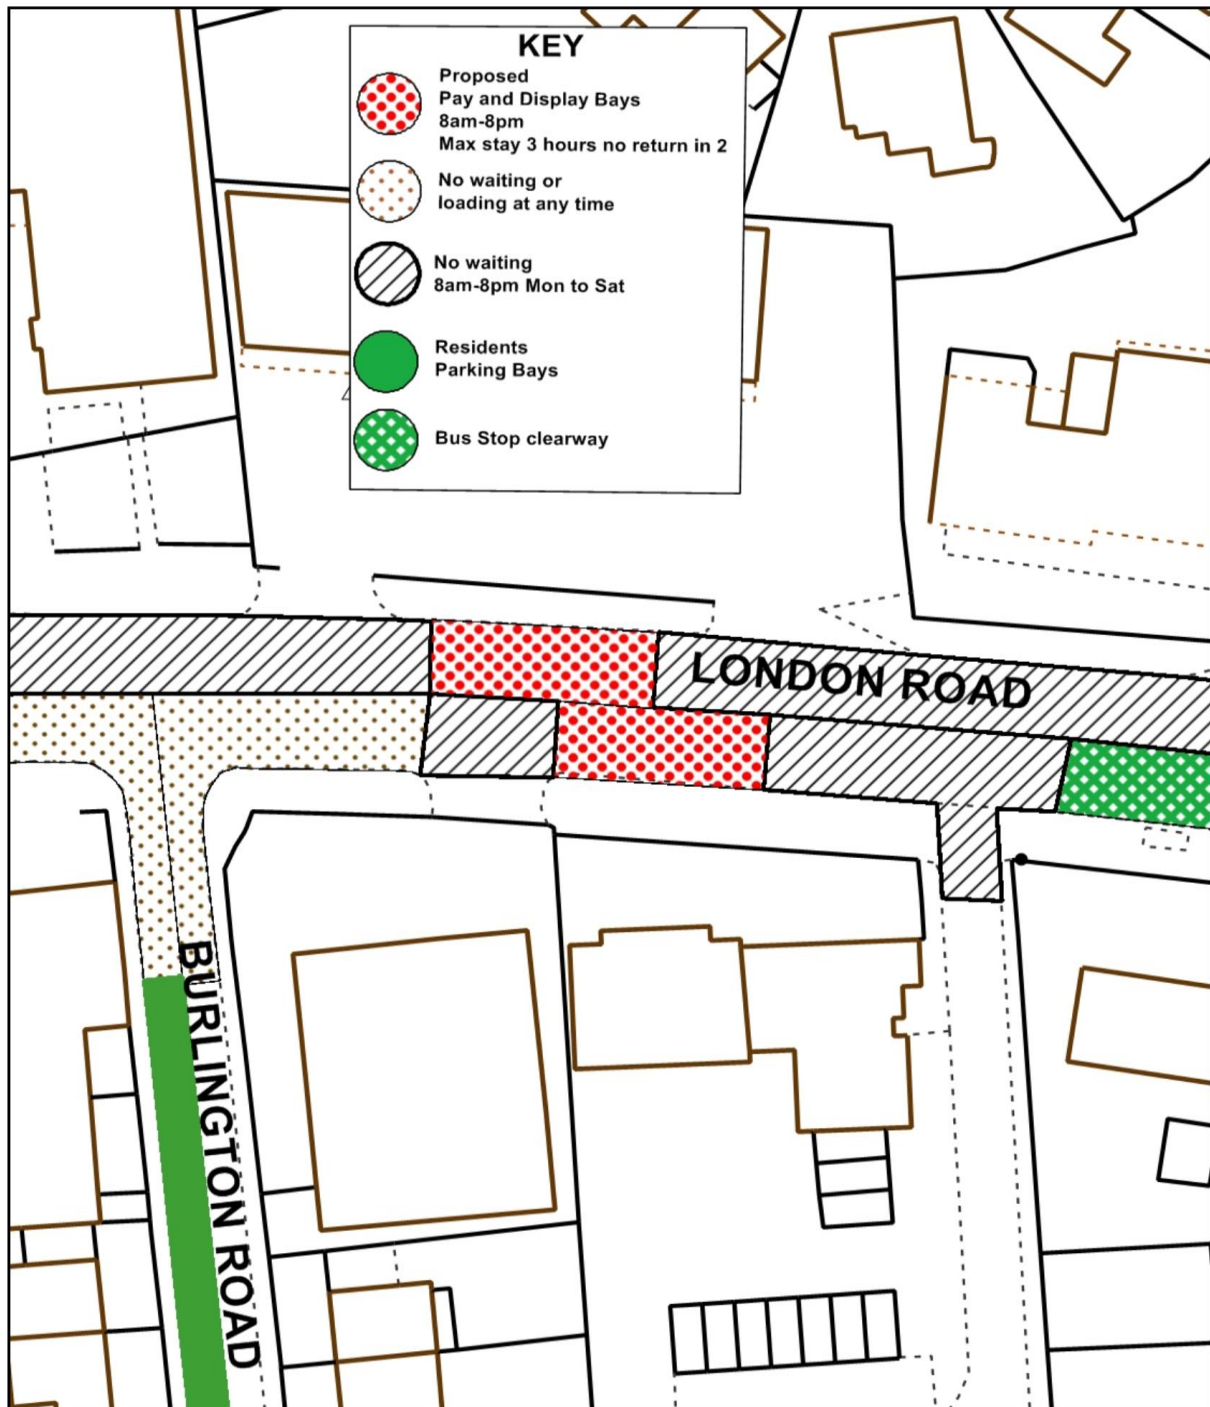 KEY
Proposed
Pay and Display Bays
8am-8pm
Max stay 3 hours no return in 2
No waiting or
loading at any time
No waiting
8am-8pm Mon to Sat
Residents
Parking Bays
Bus Stop clearway
LONDON ROAD
BURLINGTON ROAD